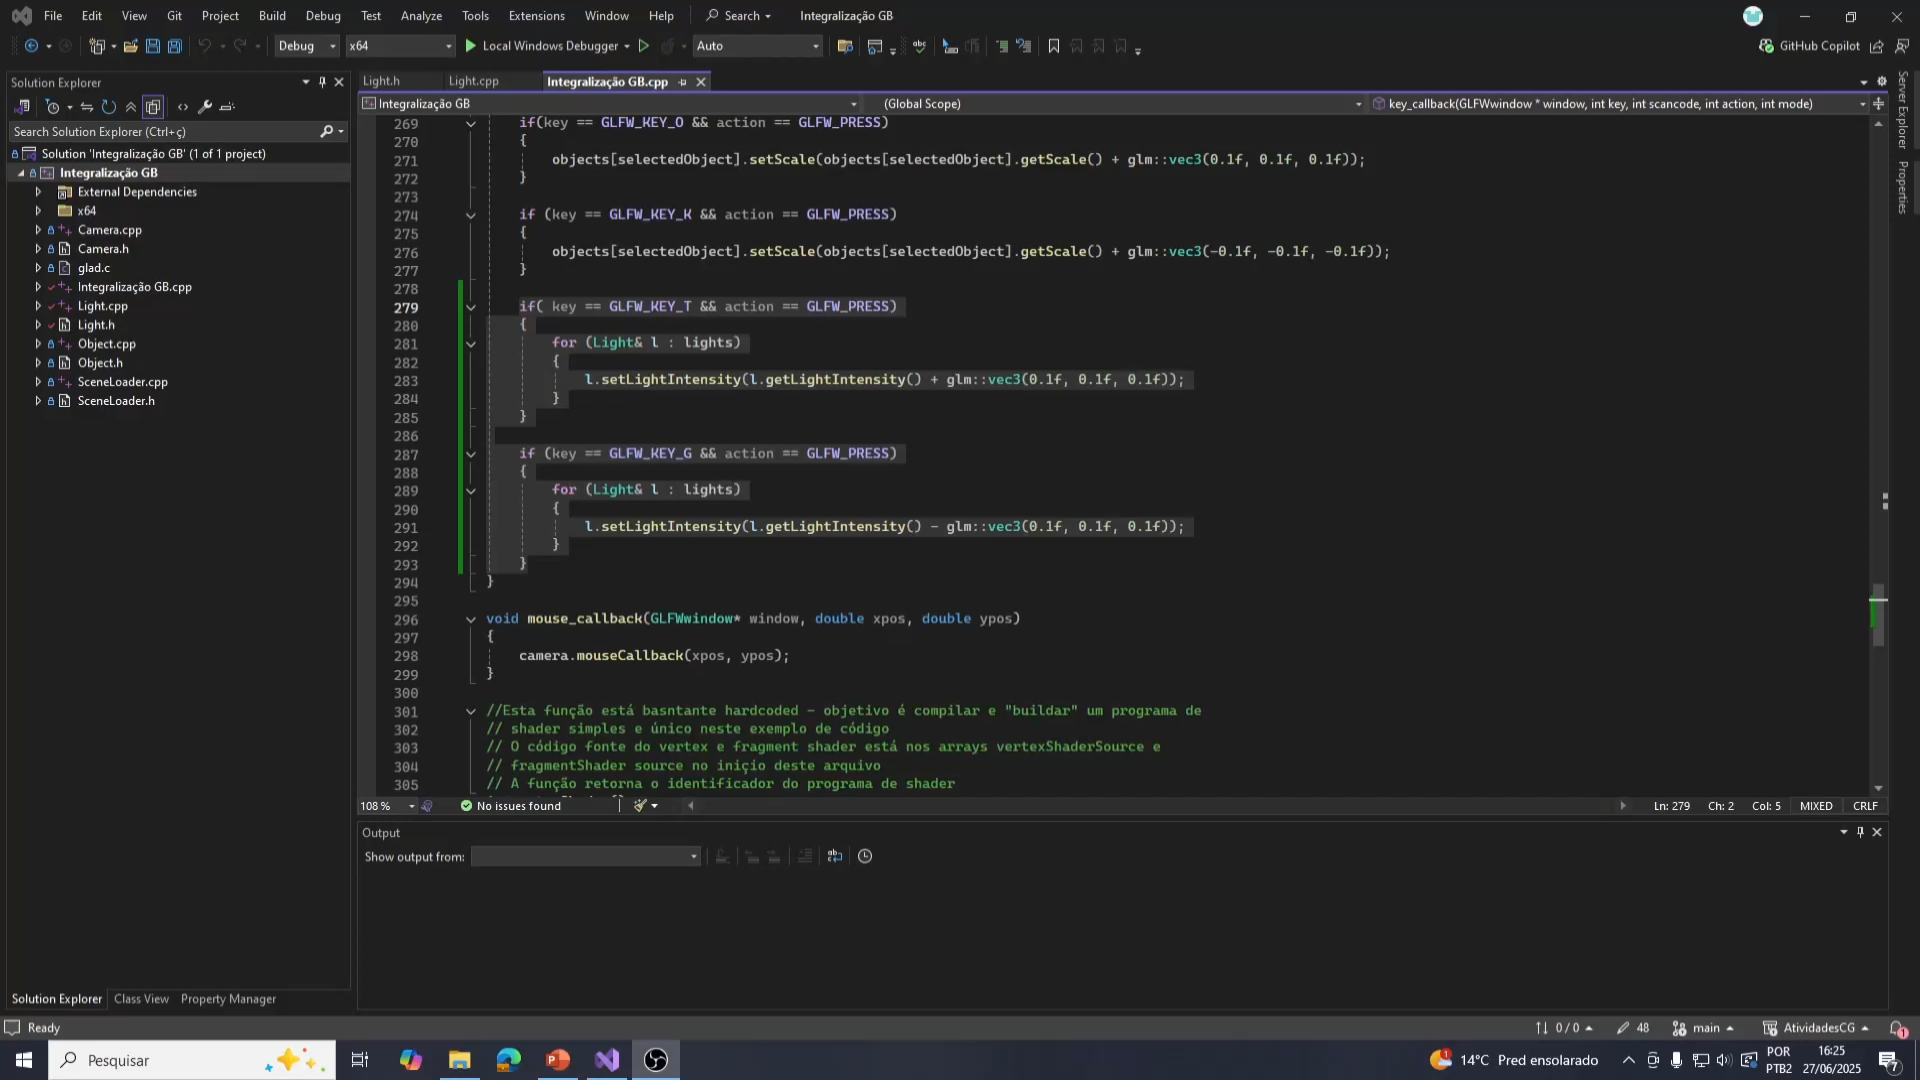 File Edit View Git Project Build Debug Test Analyze Tools Extensions Window Help Search Integralização GB
Debug x64 Local Windows Debugger Auto GitHub Copilot
Solution Explorer
Search Solution Explorer (Ctrl+ç)
Solution 'Integralização GB' (1 of 1 project)
Integralização GB
External Dependencies
x64
Camera.cpp
Camera.h
glad.c
Integralização GB.cpp
Light.cpp
Light.h
Object.cpp
Object.h
SceneLoader.cpp
SceneLoader.h
Solution Explorer Class View Property Manager
Light.h Light.cpp Integralização GB.cpp
Integralização GB (Global Scope) key_callback(GLFWwindow * window, int key, int scancode, int action, int mode)
269 if(key == GLFW_KEY_O && action == GLFW_PRESS)
270 {
271 objects[selectedObject].setScale(objects[selectedObject].getScale() + glm::vec3(0.1f, 0.1f, 0.1f));
272 }
273
274 if (key == GLFW_KEY_K && action == GLFW_PRESS)
275 {
276 objects[selectedObject].setScale(objects[selectedObject].getScale() + glm::vec3(-0.1f, -0.1f, -0.1f));
277 }
278
279 if( key == GLFW_KEY_T && action == GLFW_PRESS)
280 {
281 for (Light& l : lights)
282 {
283 l.setLightIntensity(l.getLightIntensity() + glm::vec3(0.1f, 0.1f, 0.1f));
284 }
285 }
286
287 if (key == GLFW_KEY_G && action == GLFW_PRESS)
288 {
289 for (Light& l : lights)
290 {
291 l.setLightIntensity(l.getLightIntensity() - glm::vec3(0.1f, 0.1f, 0.1f));
292 }
293 }
294 }
295
296 void mouse_callback(GLFWwindow* window, double xpos, double ypos)
297 {
298 camera.mouseCallback(xpos, ypos);
299 }
300
301 //Esta função está basntante hardcoded - objetivo é compilar e "buildar" um programa de
302 // shader simples e único neste exemplo de código
303 // O código fonte do vertex e fragment shader está nos arrays vertexShaderSource e
304 // fragmentShader source no iniçio deste arquivo
305 // A função retorna o identificador do programa de shader
108 % No issues found Ln: 279 Ch: 2 Col: 5 MIXED CRLF
Output
Show output from:
Server Explorer
Properties
Ready 0 / 0 48 main AtividadesCG 1
Pesquisar 1 14°C Pred ensolarado POR PTB2 16:25 27/06/2025 7